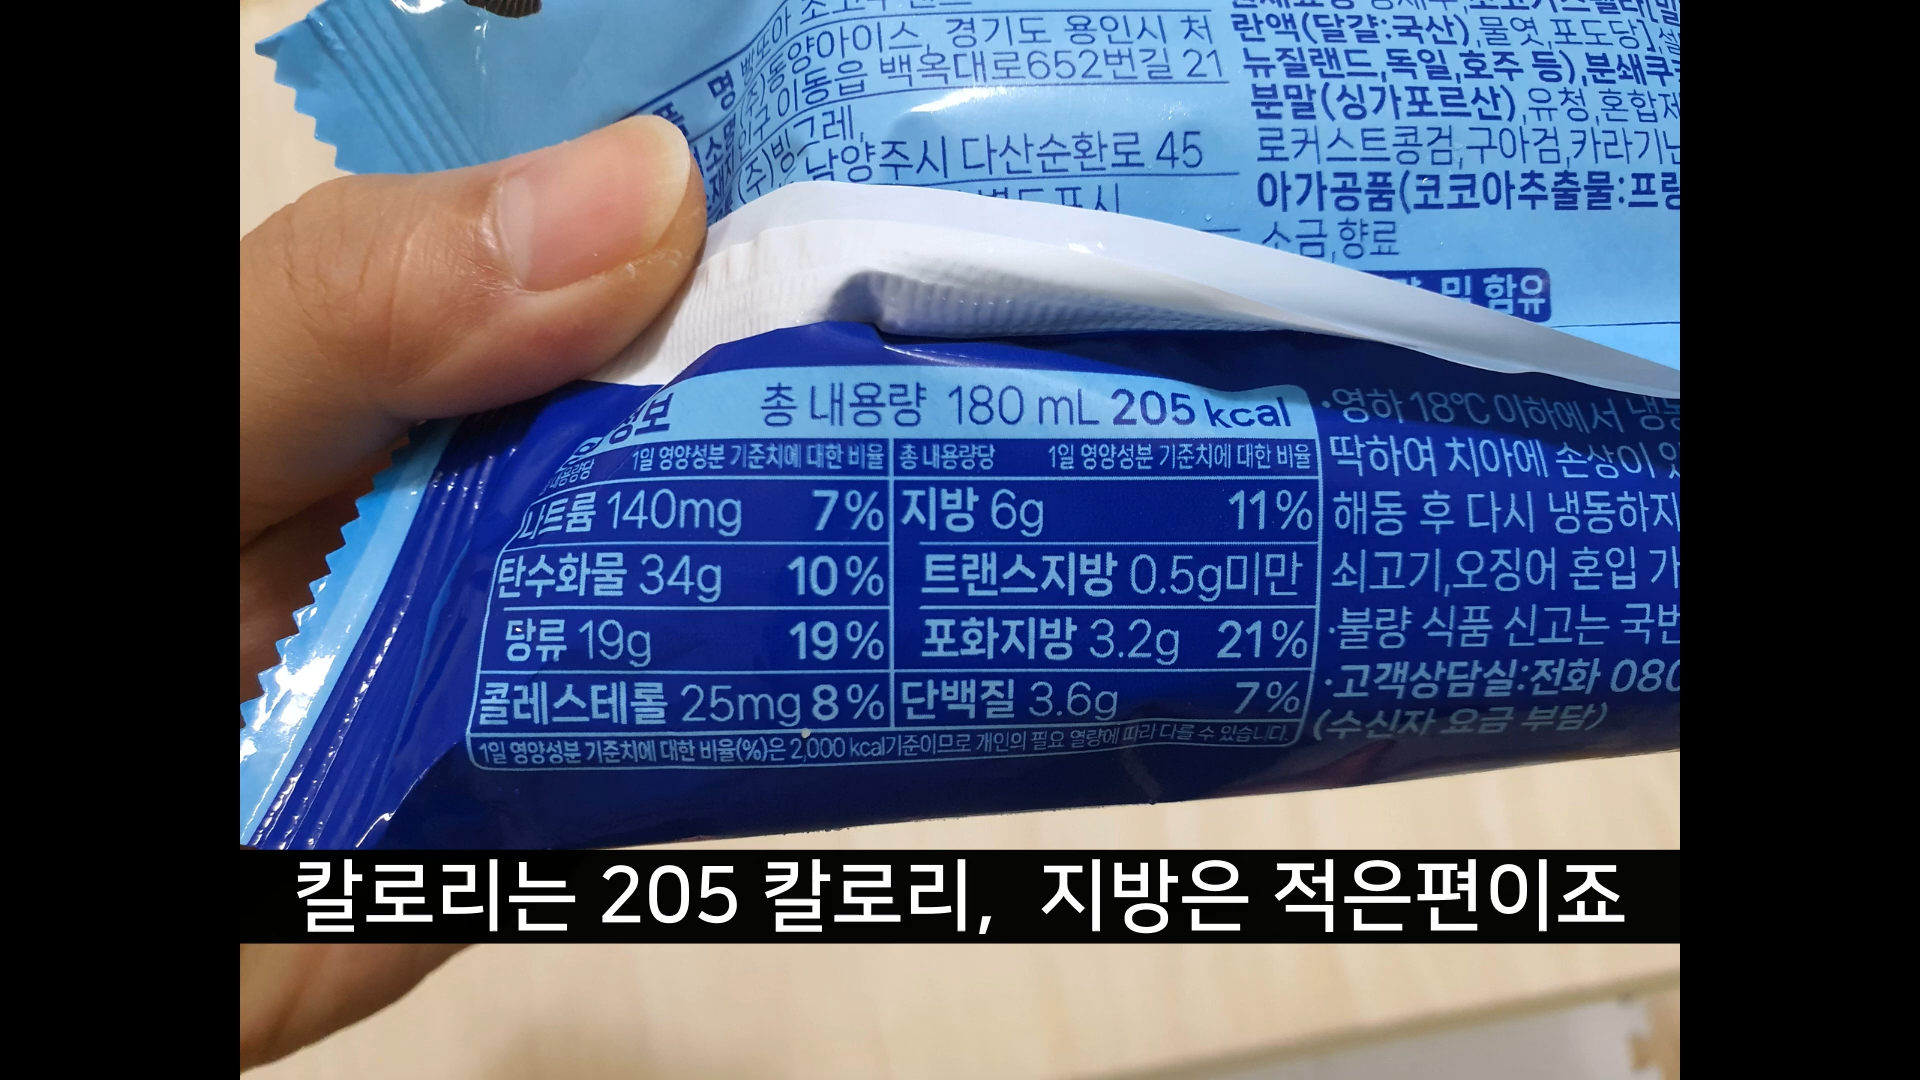 동양아이스, 경기도 용인시 처
인구 이동읍 백옥대로652번길 21
(주)빙그레,
남양주시 다산순환로 45
별도 표시
란액(달걀:국산),물엿,포도당],설
뉴질랜드,독일,호주 등),분쇄쿠키
분말(싱가포르산),유청,혼합제
로커스트콩검,구아검,카라기난
아가공품(코코아추출물:프랑
소금,향료
밀 함유
정보 총 내용량 180 mL 205 kcal
총 내용량당 1일 영양성분 기준치에 대한 비율 총 내용량당 1일 영양성분 기준치에 대한 비율
나트륨 140mg 7% 지방 6g 11%
탄수화물 34g 10% 트랜스지방 0.5g미만
당류 19g 19% 포화지방 3.2g 21%
콜레스테롤 25mg 8% 단백질 3.6g 7%
1일 영양성분 기준치에 대한 비율(%)은 2,000 kcal기준이므로 개인의 필요 열량에 따라 다를 수 있습니다.
·영하 18℃ 이하에서 냉동
딱하여 치아에 손상이 있
해동 후 다시 냉동하지
쇠고기,오징어 혼입 가
·불량 식품 신고는 국번
·고객상담실:전화 080
(수신자 요금 부담)
칼로리는 205 칼로리, 지방은 적은편이죠